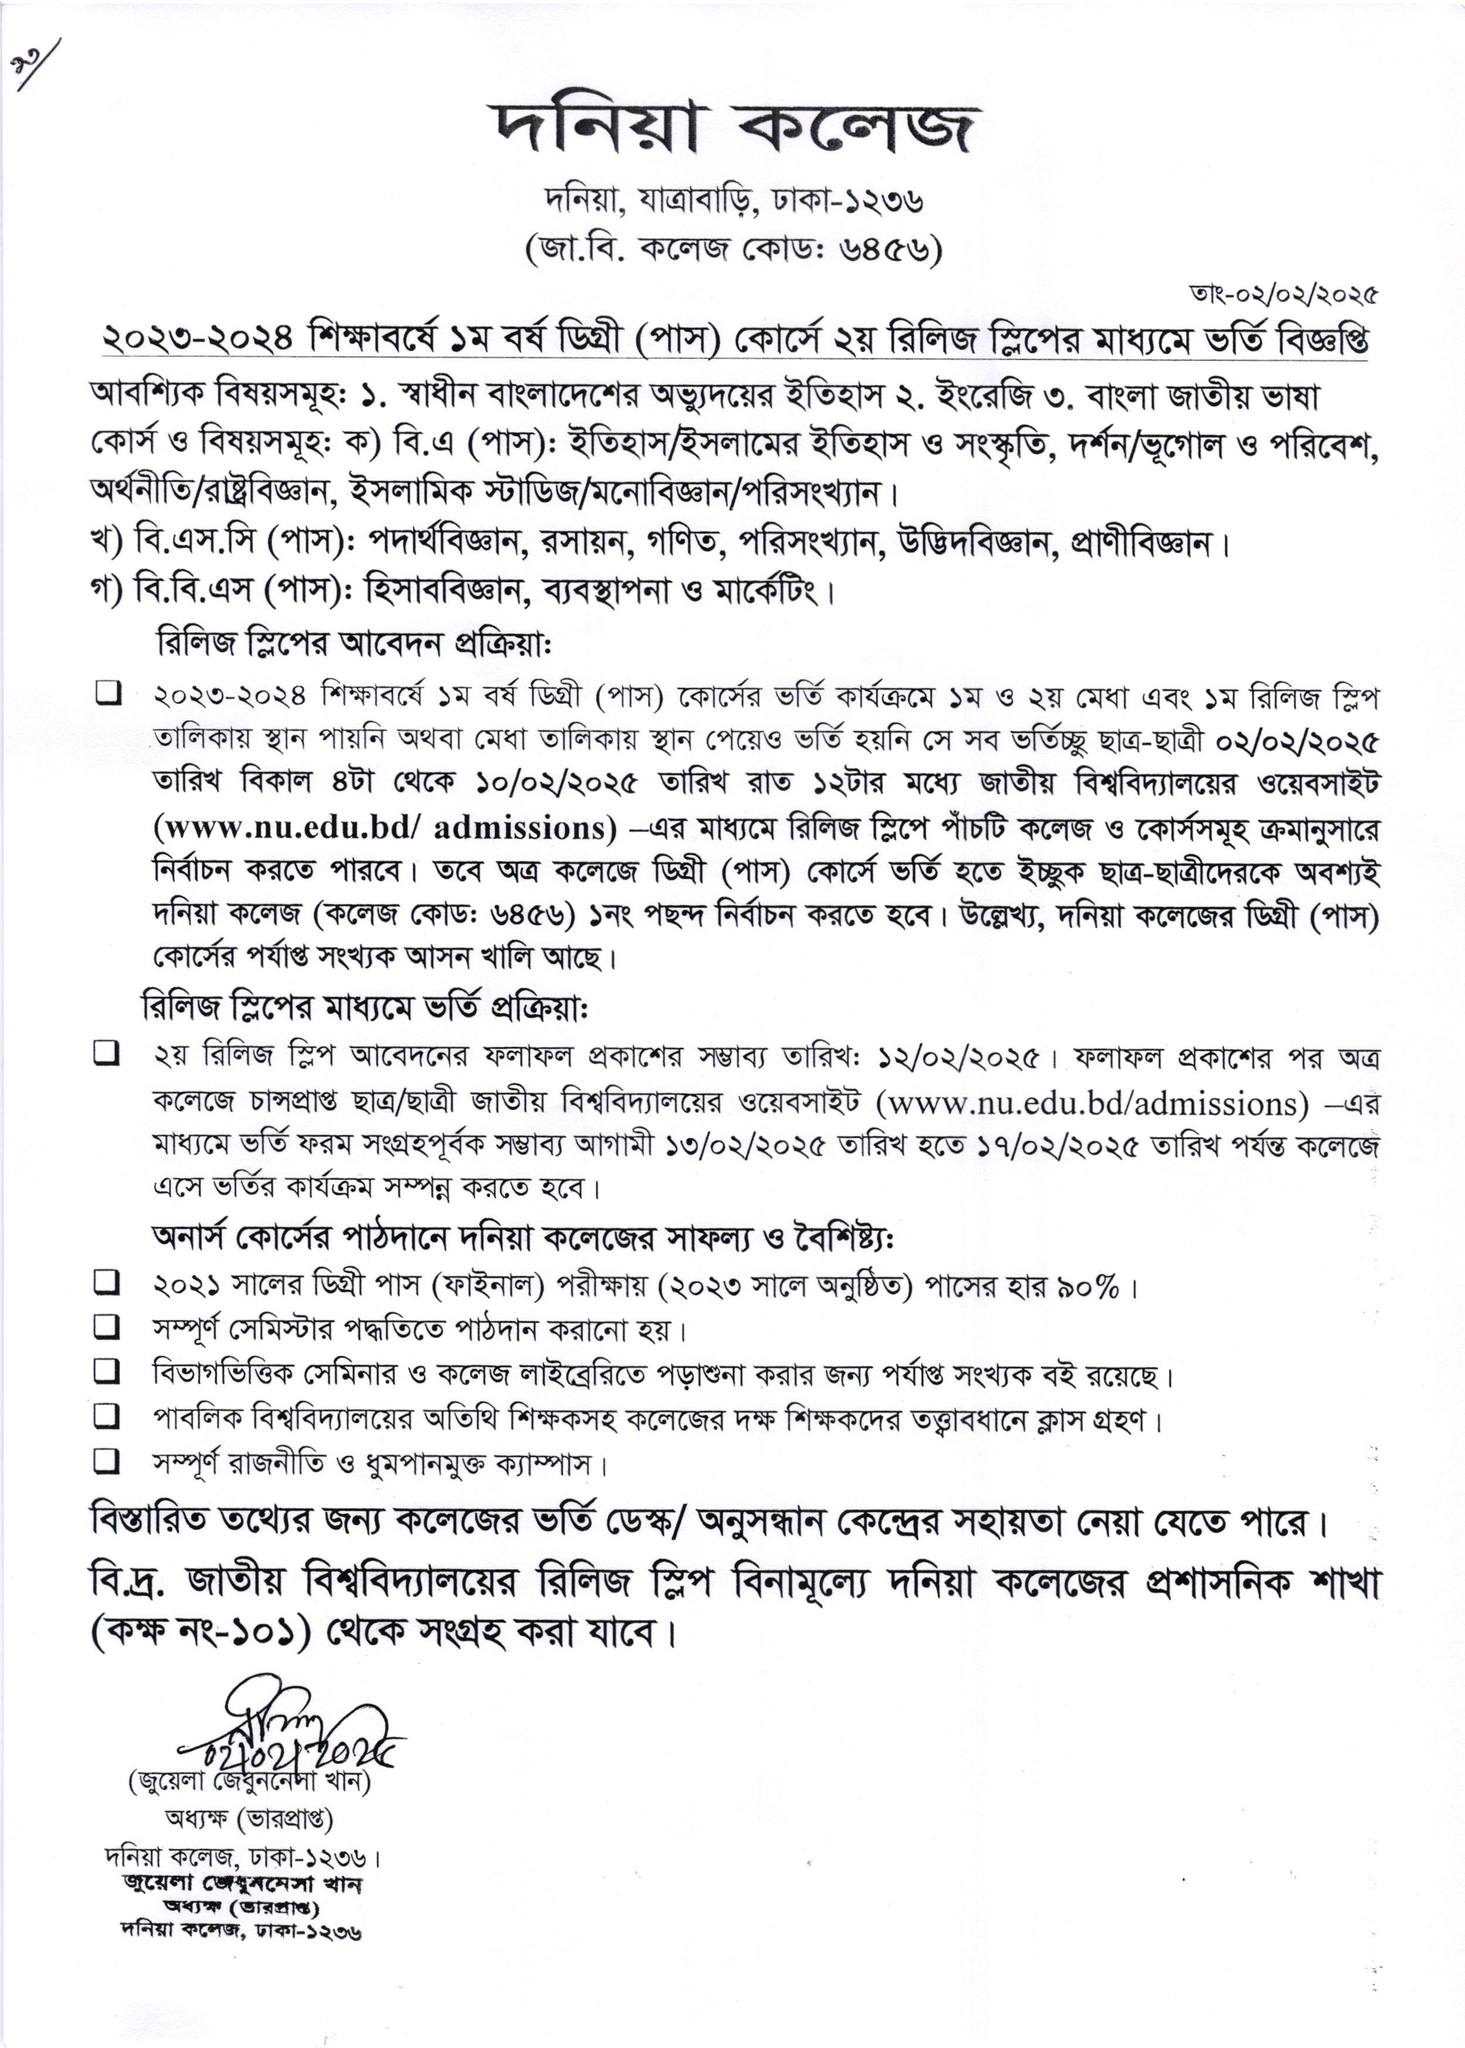 দনিয়া কলেজ
দনিয়া, যাত্রাবাড়ি, ঢাকা-১২৩৬
(জা.বি. কলেজ কোড: ৬৪৫৬)
তাং-০২/০২/২০২৫
২০২৩-২০২৪ শিক্ষাবর্ষে ১ম বর্ষ ডিগ্রী (পাস) কোর্সে ২য় রিলিজ স্লিপের মাধ্যমে ভর্তি বিজ্ঞপ্তি
আবশ্যিক বিষয়সমূহ: ১. স্বাধীন বাংলাদেশের অভ্যুদয়ের ইতিহাস ২. ইংরেজি ৩. বাংলা জাতীয় ভাষা
কোর্স ও বিষয়সমূহ: ক) বি.এ (পাস): ইতিহাস/ইসলামের ইতিহাস ও সংস্কৃতি, দর্শন/ভূগোল ও পরিবেশ,
অর্থনীতি/রাষ্ট্রবিজ্ঞান, ইসলামিক স্টাডিজ/মনোবিজ্ঞান/পরিসংখ্যান।
খ) বি.এস.সি (পাস): পদার্থবিজ্ঞান, রসায়ন, গণিত, পরিসংখ্যান, উদ্ভিদবিজ্ঞান, প্রাণীবিজ্ঞান।
গ) বি.বি.এস (পাস): হিসাববিজ্ঞান, ব্যবস্থাপনা ও মার্কেটিং।
রিলিজ স্লিপের আবেদন প্রক্রিয়া:
❑ ২০২৩-২০২৪ শিক্ষাবর্ষে ১ম বর্ষ ডিগ্রী (পাস) কোর্সের ভর্তি কার্যক্রমে ১ম ও ২য় মেধা এবং ১ম রিলিজ স্লিপ
তালিকায় স্থান পায়নি অথবা মেধা তালিকায় স্থান পেয়েও ভর্তি হয়নি সে সব ভর্তিচ্ছু ছাত্র-ছাত্রী ০২/০২/২০২৫
তারিখ বিকাল ৪টা থেকে ১০/০২/২০২৫ তারিখ রাত ১২টার মধ্যে জাতীয় বিশ্ববিদ্যালয়ের ওয়েবসাইট
(www.nu.edu.bd/ admissions) –এর মাধ্যমে রিলিজ স্লিপে পাঁচটি কলেজ ও কোর্সসমূহ ক্রমানুসারে
নির্বাচন করতে পারবে। তবে অত্র কলেজে ডিগ্রী (পাস) কোর্সে ভর্তি হতে ইচ্ছুক ছাত্র-ছাত্রীদেরকে অবশ্যই
দনিয়া কলেজ (কলেজ কোড: ৬৪৫৬) ১নং পছন্দ নির্বাচন করতে হবে। উল্লেখ্য, দনিয়া কলেজের ডিগ্রী (পাস)
কোর্সের পর্যাপ্ত সংখ্যক আসন খালি আছে।
রিলিজ স্লিপের মাধ্যমে ভর্তি প্রক্রিয়া:
❑ ২য় রিলিজ স্লিপ আবেদনের ফলাফল প্রকাশের সম্ভাব্য তারিখ: ১২/০২/২০২৫। ফলাফল প্রকাশের পর অত্র
কলেজে চান্সপ্রাপ্ত ছাত্র/ছাত্রী জাতীয় বিশ্ববিদ্যালয়ের ওয়েবসাইট (www.nu.edu.bd/admissions) –এর
মাধ্যমে ভর্তি ফরম সংগ্রহপূর্বক সম্ভাব্য আগামী ১৩/০২/২০২৫ তারিখ হতে ১৭/০২/২০২৫ তারিখ পর্যন্ত কলেজে
এসে ভর্তির কার্যক্রম সম্পন্ন করতে হবে।
অনার্স কোর্সের পাঠদানে দনিয়া কলেজের সাফল্য ও বৈশিষ্ট্য:
❑ ২০২১ সালের ডিগ্রী পাস (ফাইনাল) পরীক্ষায় (২০২৩ সালে অনুষ্ঠিত) পাসের হার ৯০%।
❑ সম্পূর্ণ সেমিস্টার পদ্ধতিতে পাঠদান করানো হয়।
❑ বিভাগভিত্তিক সেমিনার ও কলেজ লাইব্রেরিতে পড়াশুনা করার জন্য পর্যাপ্ত সংখ্যক বই রয়েছে।
❑ পাবলিক বিশ্ববিদ্যালয়ের অতিথি শিক্ষকসহ কলেজের দক্ষ শিক্ষকদের তত্ত্বাবধানে ক্লাস গ্রহণ।
❑ সম্পূর্ণ রাজনীতি ও ধুমপানমুক্ত ক্যাম্পাস।
বিস্তারিত তথ্যের জন্য কলেজের ভর্তি ডেস্ক/ অনুসন্ধান কেন্দ্রের সহায়তা নেয়া যেতে পারে।
বি.দ্র. জাতীয় বিশ্ববিদ্যালয়ের রিলিজ স্লিপ বিনামূল্যে দনিয়া কলেজের প্রশাসনিক শাখা
(কক্ষ নং-১০১) থেকে সংগ্রহ করা যাবে।
০২/০২/২০২৫
(জুয়েলা জেবুননেসা খান)
অধ্যক্ষ (ভারপ্রাপ্ত)
দনিয়া কলেজ, ঢাকা-১২৩৬।
জুয়েলা জেবুননেসা খান
অধ্যক্ষ (ভারপ্রাপ্ত)
দনিয়া কলেজ, ঢাকা-১২৩৬